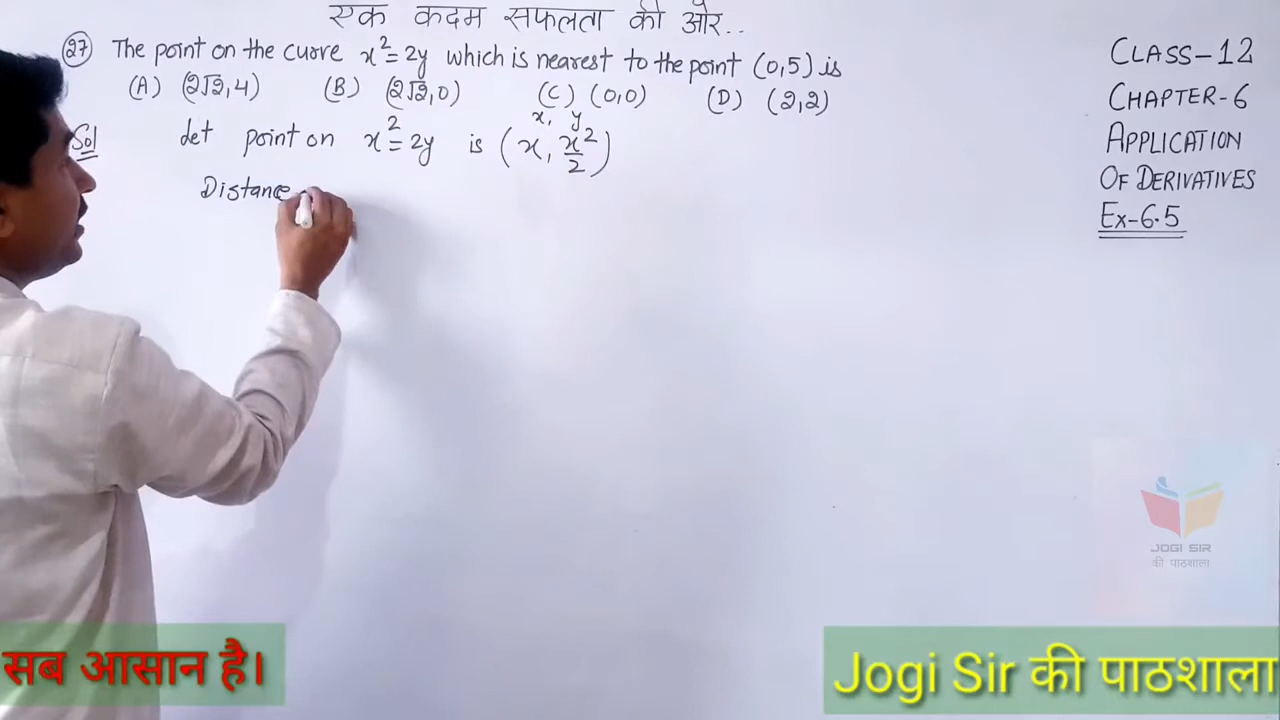 एक कदम सफलता की ओर..
27) The point on the curve x² = 2y which is nearest to the point (0,5) is
(A) (2√2, 4) (B) (2√2, 0) (C) (0,0) (D) (2,2)
Sol Let point on x² = 2y is (x, x²/2)
x, y
Distance
CLASS-12
CHAPTER-6
APPLICATION
OF DERIVATIVES
Ex-6.5
JOGI SIR
की पाठशाला
सब आसान है।
Jogi Sir की पाठशाला